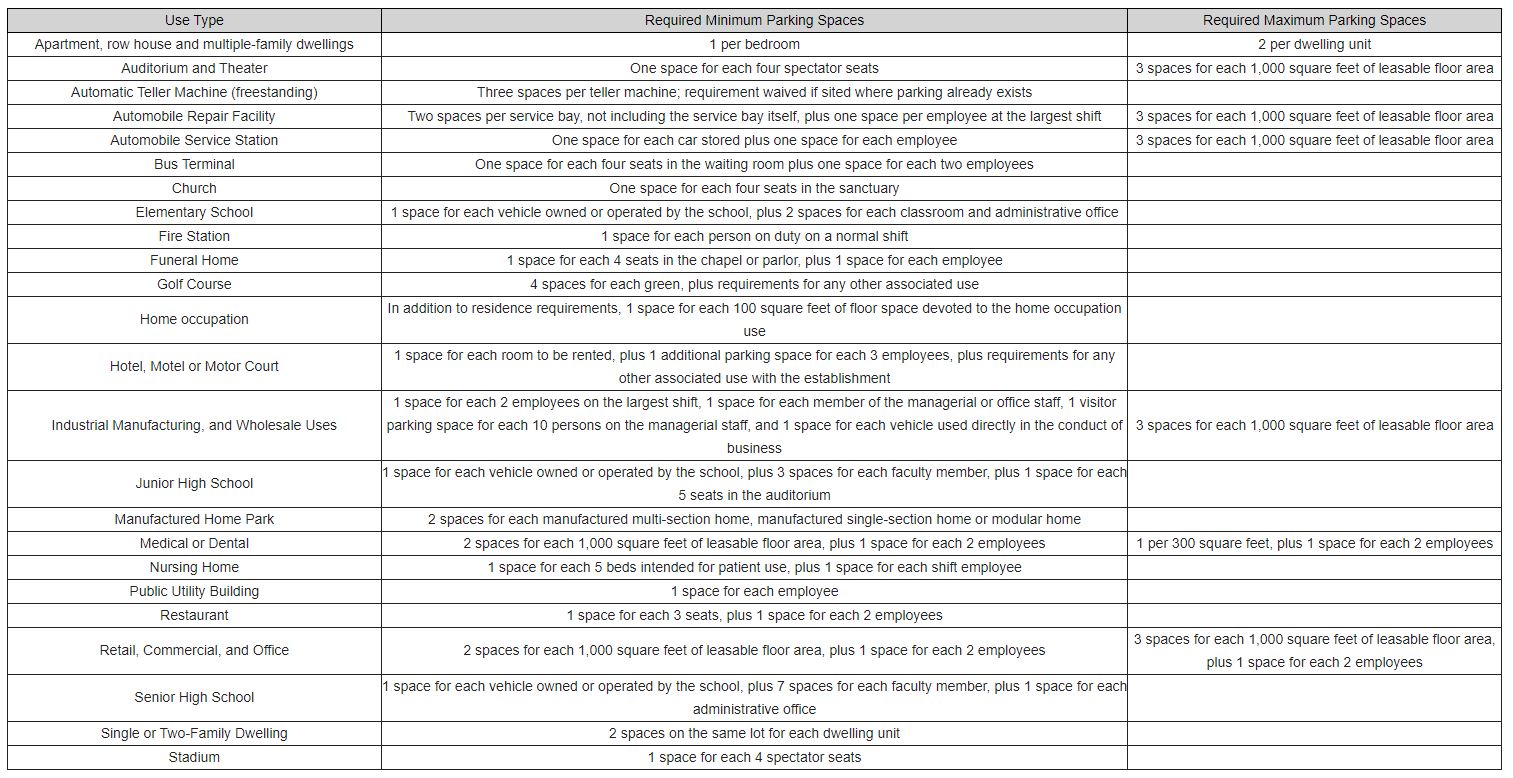 Use Type Required Minimum Parking Spaces Required Maximum Parking Spaces
Apartment, row house and multiple-family dwellings 1 per bedroom 2 per dwelling unit
Auditorium and Theater One space for each four spectator seats 3 spaces for each 1,000 square feet of leasable floor area
Automatic Teller Machine (freestanding) Three spaces per teller machine; requirement waived if sited where parking already exists
Automobile Repair Facility Two spaces per service bay, not including the service bay itself, plus one space per employee at the largest shift 3 spaces for each 1,000 square feet of leasable floor area
Automobile Service Station One space for each car stored plus one space for each employee 3 spaces for each 1,000 square feet of leasable floor area
Bus Terminal One space for each four seats in the waiting room plus one space for each two employees
Church One space for each four seats in the sanctuary
Elementary School 1 space for each vehicle owned or operated by the school, plus 2 spaces for each classroom and administrative office
Fire Station 1 space for each person on duty on a normal shift
Funeral Home 1 space for each 4 seats in the chapel or parlor, plus 1 space for each employee
Golf Course 4 spaces for each green, plus requirements for any other associated use
Home occupation
In addition to residence requirements, 1 space for each 100 square feet of floor space devoted to the home occupation
use
Hotel, Motel or Motor Court
1 space for each room to be rented, plus 1 additional parking space for each 3 employees, plus requirements for any
other associated use with the establishment
Industrial Manufacturing, and Wholesale Uses
1 space for each 2 employees on the largest shift, 1 space for each member of the managerial or office staff, 1 visitor
parking space for each 10 persons on the managerial staff, and 1 space for each vehicle used directly in the conduct of
business
3 spaces for each 1,000 square feet of leasable floor area
Junior High School
1 space for each vehicle owned or operated by the school, plus 3 spaces for each faculty member, plus 1 space for each
5 seats in the auditorium
Manufactured Home Park 2 spaces for each manufactured multi-section home, manufactured single-section home or modular home
Medical or Dental 2 spaces for each 1,000 square feet of leasable floor area, plus 1 space for each 2 employees 1 per 300 square feet, plus 1 space for each 2 employees
Nursing Home 1 space for each 5 beds intended for patient use, plus 1 space for each shift employee
Public Utility Building 1 space for each employee
Restaurant 1 space for each 3 seats, plus 1 space for each 2 employees
Retail, Commercial, and Office 2 spaces for each 1,000 square feet of leasable floor area, plus 1 space for each 2 employees
3 spaces for each 1,000 square feet of leasable floor area,
plus 1 space for each 2 employees
Senior High School
1 space for each vehicle owned or operated by the school, plus 7 spaces for each faculty member, plus 1 space for each
administrative office
Single or Two-Family Dwelling 2 spaces on the same lot for each dwelling unit
Stadium 1 space for each 4 spectator seats